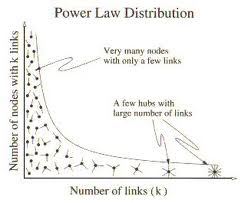 Power Law Distribution
Number of nodes with k links
Very many nodes
with only a few links
A few hubs with
large number of links
Number of links (k)